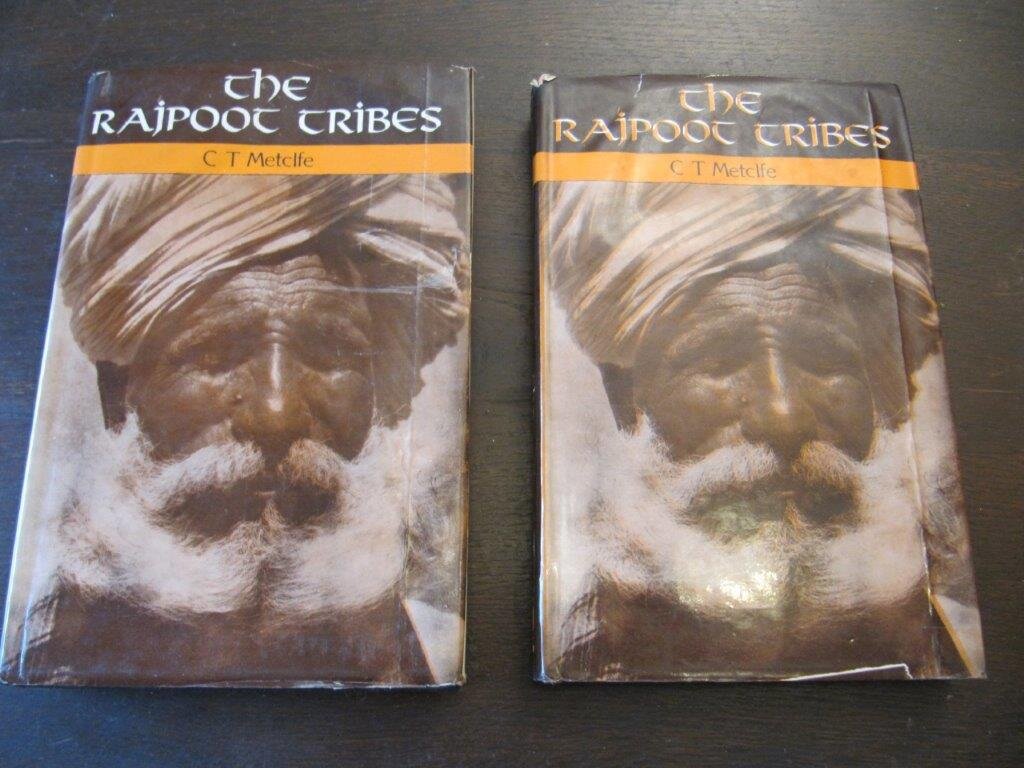 The
Rajpoot Tribes
C T Metclfe
The
Rajpoot Tribes
C T Metclfe